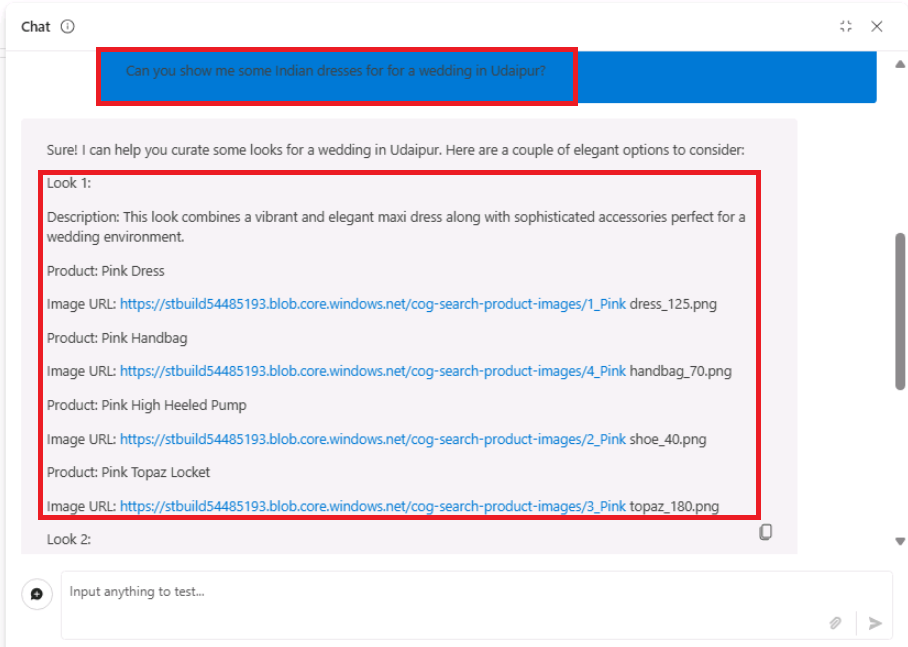 Chat
Can you show me some Indian dresses for for a wedding in Udaipur?
Sure! I can help you curate some looks for a wedding in Udaipur. Here are a couple of elegant options to consider:
Look 1:
Description: This look combines a vibrant and elegant maxi dress along with sophisticated accessories perfect for a
wedding environment.
Product: Pink Dress
Image URL: https://stbuild54485193.blob.core.windows.net/cog-search-product-images/1_Pink dress_125.png
Product: Pink Handbag
Image URL: https://stbuild54485193.blob.core.windows.net/cog-search-product-images/4_Pink handbag_70.png
Product: Pink High Heeled Pump
Image URL: https://stbuild54485193.blob.core.windows.net/cog-search-product-images/2_Pink shoe_40.png
Product: Pink Topaz Locket
Image URL: https://stbuild54485193.blob.core.windows.net/cog-search-product-images/3_Pink topaz_180.png
Look 2:
Input anything to test...